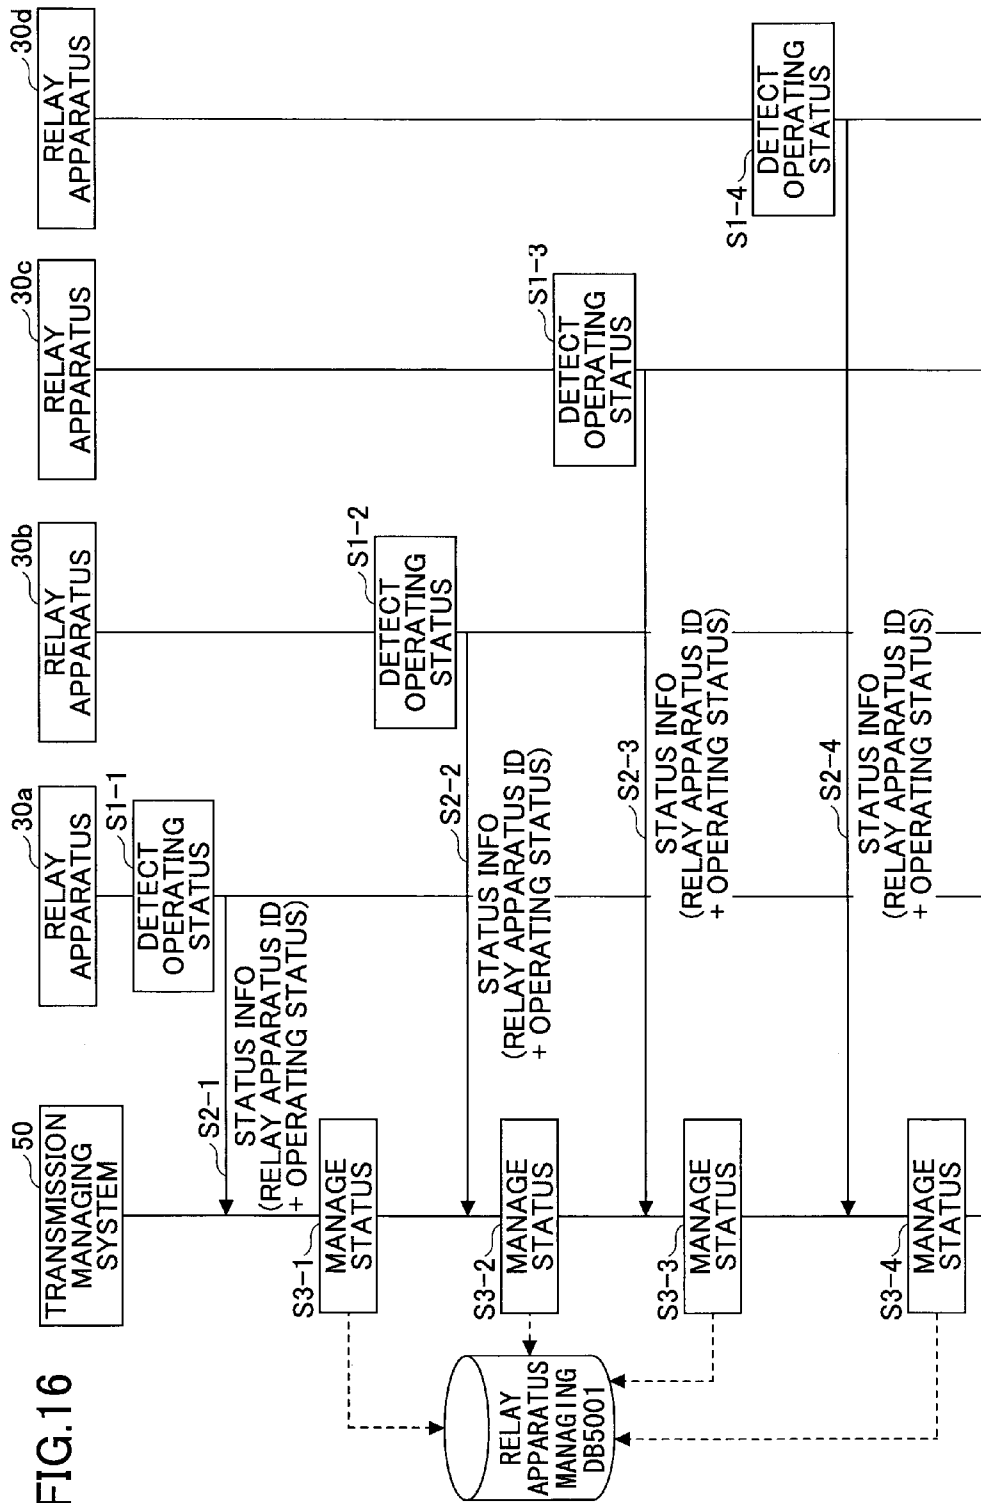 FIG.16
50
TRANSMISSION
MANAGING
SYSTEM
30a
RELAY
APPARATUS
30b
RELAY
APPARATUS
30c
RELAY
APPARATUS
30d
RELAY
APPARATUS
S1-1
DETECT
OPERATING
STATUS
S2-1
STATUS INFO
(RELAY APPARATUS ID
+ OPERATING STATUS)
S3-1
MANAGE
STATUS
S1-2
DETECT
OPERATING
STATUS
S2-2
STATUS INFO
(RELAY APPARATUS ID
+ OPERATING STATUS)
S3-2
MANAGE
STATUS
RELAY
APPARATUS
MANAGING
DB5001
S1-3
DETECT
OPERATING
STATUS
S2-3
STATUS INFO
(RELAY APPARATUS ID
+ OPERATING STATUS)
S3-3
MANAGE
STATUS
S1-4
DETECT
OPERATING
STATUS
S2-4
STATUS INFO
(RELAY APPARATUS ID
+ OPERATING STATUS)
S3-4
MANAGE
STATUS